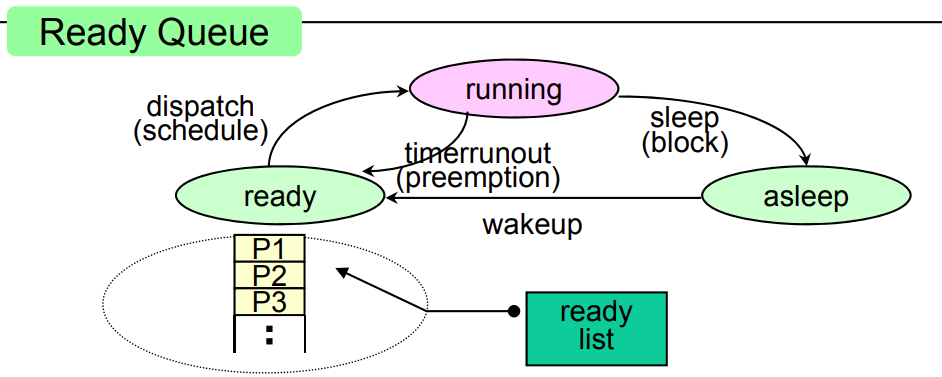 Ready Queue
running
dispatch
(schedule)
sleep
(block)
timerrunout
(preemption)
ready
asleep
wakeup
P1
P2
P3
:
ready
list